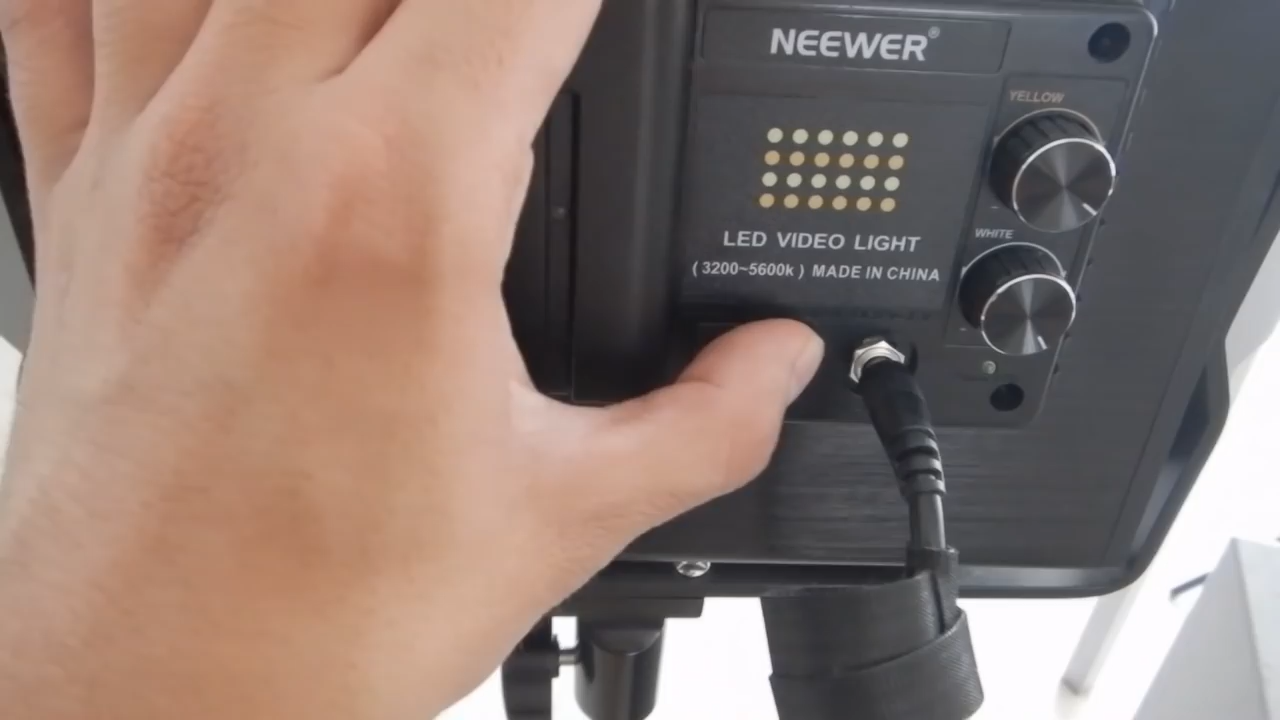 NEEWER®
YELLOW
LED VIDEO LIGHT
WHITE
(3200~5600k) MADE IN CHINA